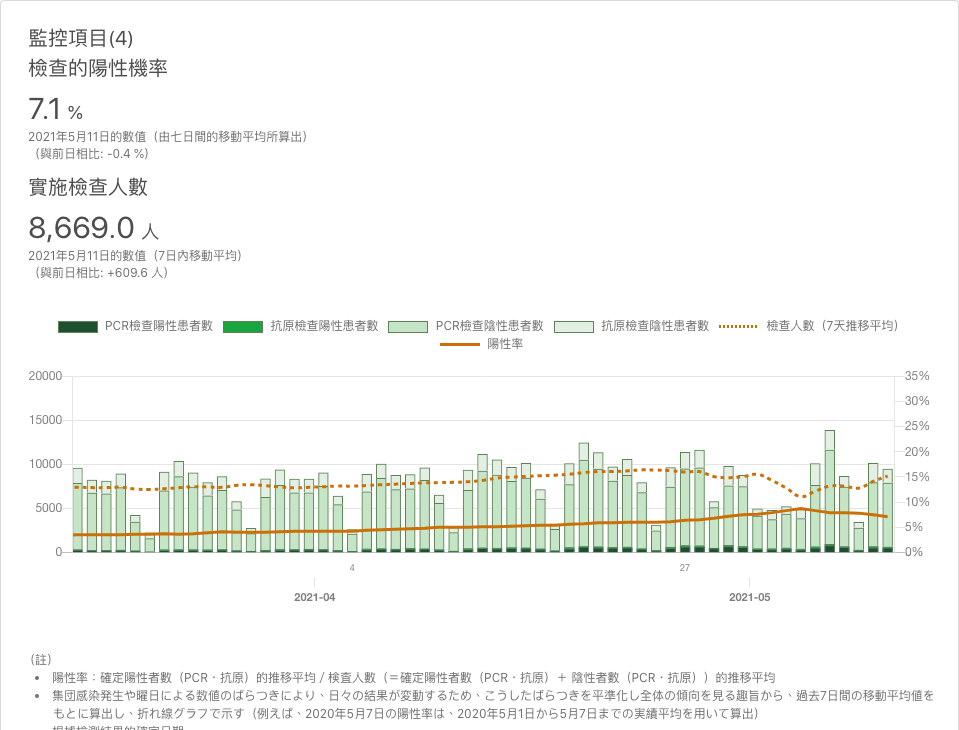 監控項目(4)
檢查的陽性機率
7.1 %
2021年5月11日的數值（由七日間的移動平均所算出）
（與前日相比: -0.4 %）
實施檢查人數
8,669.0 人
2021年5月11日的數值（7日內移動平均）
（與前日相比: +609.6 人）
PCR檢查陽性患者數 抗原檢查陽性患者數 PCR檢查陰性患者數 抗原檢查陰性患者數 檢查人數（7天推移平均）
陽性率
20000 35%
30%
15000
25%
20%
10000
15%
10%
5000
5%
0 0%
4 27
2021-04 2021-05
（註）
• 陽性率：確定陽性者數（PCR・抗原）的推移平均 / 檢查人數（＝確定陽性者數（PCR・抗原）＋ 陰性者數（PCR・抗原））的推移平均
• 集団感染発生や曜日による数値のばらつきにより、日々の結果が変動するため、こうしたばらつきを平準化し全体の傾向を見る趣旨から、過去7日間の移動平均値を
もとに算出し、折れ線グラフで示す（例えば、2020年5月7日の陽性率は、2020年5月1日から5月7日までの実績平均を用いて算出）